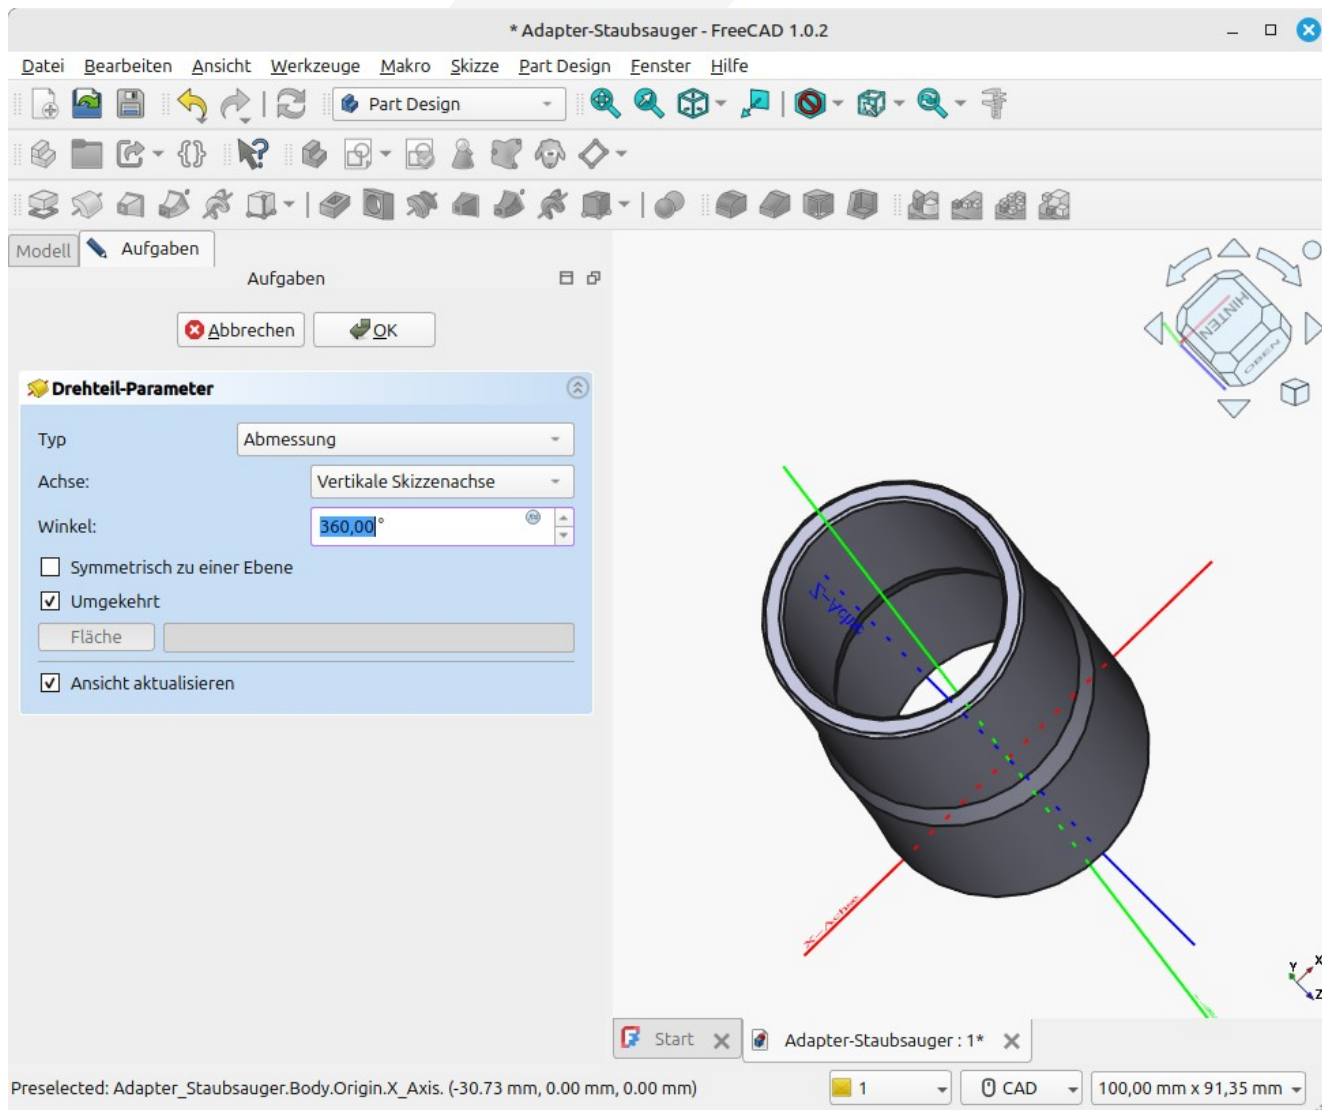 * Adapter-Staubsauger - FreeCAD 1.0.2
Datei Bearbeiten Ansicht Werkzeuge Makro Skizze Part Design Fenster Hilfe
Part Design
Modell Aufgaben
Aufgaben
Abbrechen OK
Drehteil-Parameter
Typ Abmessung
Achse: Vertikale Skizzenachse
Winkel: 360,00 °
Symmetrisch zu einer Ebene
Umgekehrt
Fläche
Ansicht aktualisieren
HINTEN
OBEN
Z-Achse
X-Achse
Y X
Z
Start Adapter-Staubsauger : 1*
Preselected: Adapter_Staubsauger.Body.Origin.X_Axis. (-30.73 mm, 0.00 mm, 0.00 mm) 1 CAD 100,00 mm x 91,35 mm